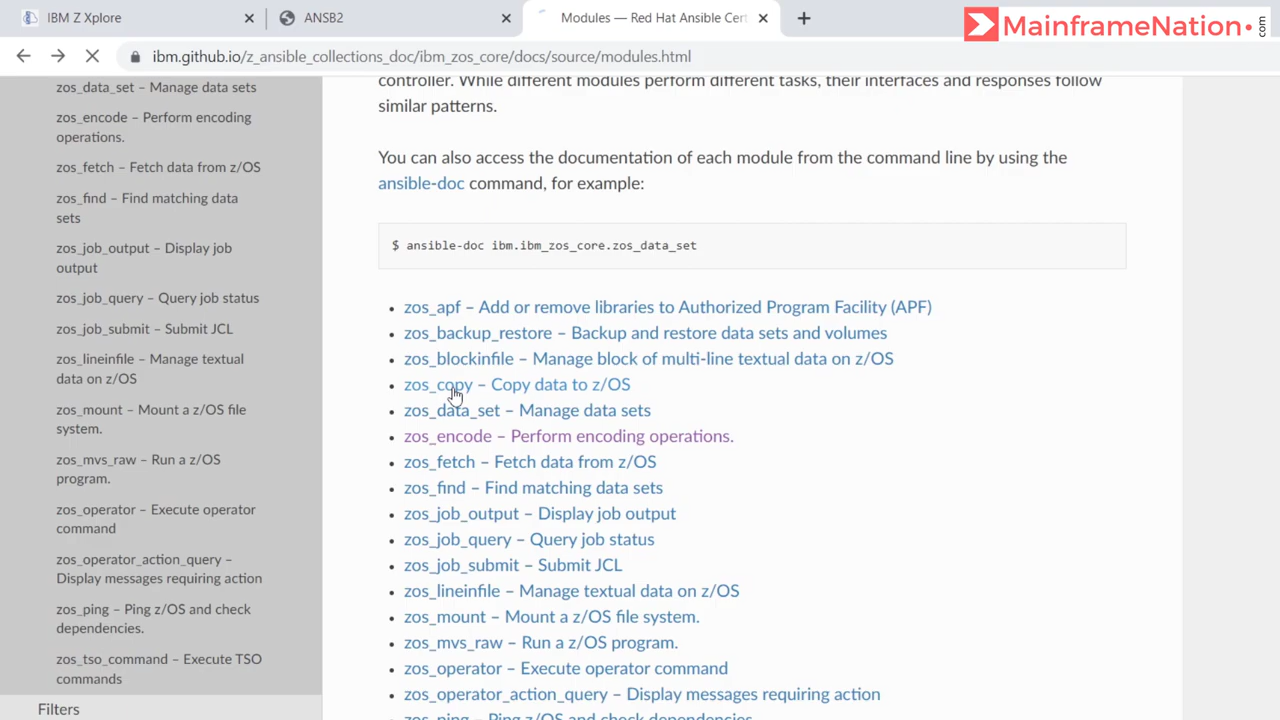 IBM Z Xplore
ANSB2
Modules — Red Hat Ansible Cert
MainframeNation.com
ibm.github.io/z_ansible_collections_doc/ibm_zos_core/docs/source/modules.html
zos_data_set – Manage data sets
zos_encode – Perform encoding
operations.
zos_fetch – Fetch data from z/OS
zos_find – Find matching data
sets
zos_job_output – Display job
output
zos_job_query – Query job status
zos_job_submit – Submit JCL
zos_lineinfile – Manage textual
data on z/OS
zos_mount – Mount a z/OS file
system.
zos_mvs_raw – Run a z/OS
program.
zos_operator – Execute operator
command
zos_operator_action_query –
Display messages requiring action
zos_ping – Ping z/OS and check
dependencies.
zos_tso_command – Execute TSO
commands
Filters
controller. While different modules perform different tasks, their interfaces and responses follow
similar patterns.
You can also access the documentation of each module from the command line by using the
ansible-doc command, for example:
$ ansible-doc ibm.ibm_zos_core.zos_data_set
• zos_apf – Add or remove libraries to Authorized Program Facility (APF)
• zos_backup_restore – Backup and restore data sets and volumes
• zos_blockinfile – Manage block of multi-line textual data on z/OS
• zos_copy – Copy data to z/OS
• zos_data_set – Manage data sets
• zos_encode – Perform encoding operations.
• zos_fetch – Fetch data from z/OS
• zos_find – Find matching data sets
• zos_job_output – Display job output
• zos_job_query – Query job status
• zos_job_submit – Submit JCL
• zos_lineinfile – Manage textual data on z/OS
• zos_mount – Mount a z/OS file system.
• zos_mvs_raw – Run a z/OS program.
• zos_operator – Execute operator command
• zos_operator_action_query – Display messages requiring action
• zos_ping – Ping z/OS and check dependencies.